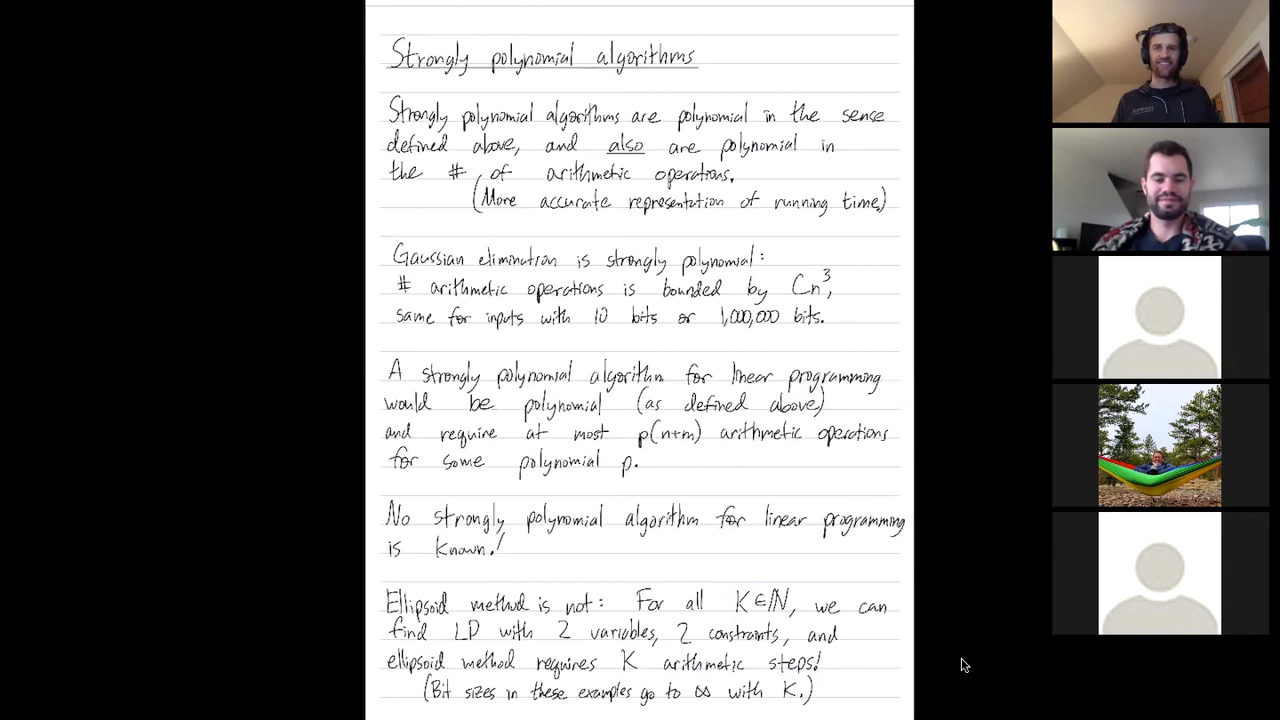 Strongly polynomial algorithms
Strongly polynomial algorithms are polynomial in the sense
defined above, and also are polynomial in
the # of arithmetic operations.
(More accurate representation of running time.)
Gaussian elimination is strongly polynomial:
# arithmetic operations is bounded by Cn³,
same for inputs with 10 bits or 1,000,000 bits.
A strongly polynomial algorithm for linear programming
would be polynomial (as defined above)
and require at most p(n+m) arithmetic operations
for some polynomial p.
No strongly polynomial algorithm for linear programming
is known!
Ellipsoid method is not: For all K∈ℕ, we can
find LP with 2 variables, 2 constraints, and
ellipsoid method requires K arithmetic steps!
(Bit sizes in these examples go to ∞ with K.)